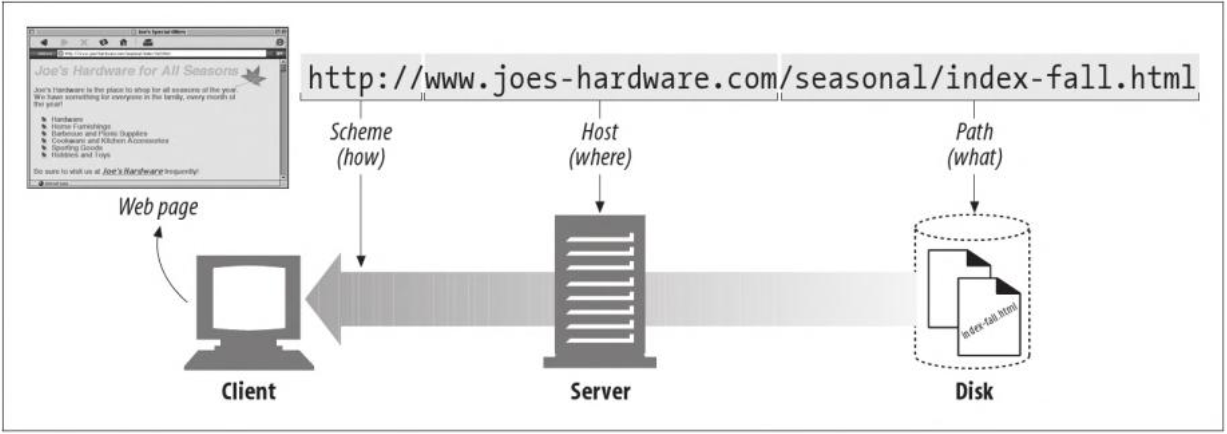 Joe's Special Offers
Joe's Hardware for All Seasons
Joe's Hardware is the place to shop for all seasons of the year.
We have something for everyone in the family, every month of
the year!
Hardware
Home Furnishings
Barbecue and Picnic Supplies
Cookware and Kitchen Accessories
Sporting Goods
Hobbies and Toys
Be sure to visit us at Joe's Hardware frequently!
http://www.joes-hardware.com/seasonal/index-fall.html
Scheme
(how)
Host
(where)
Path
(what)
Web page
index-fall.html
Client
Server
Disk